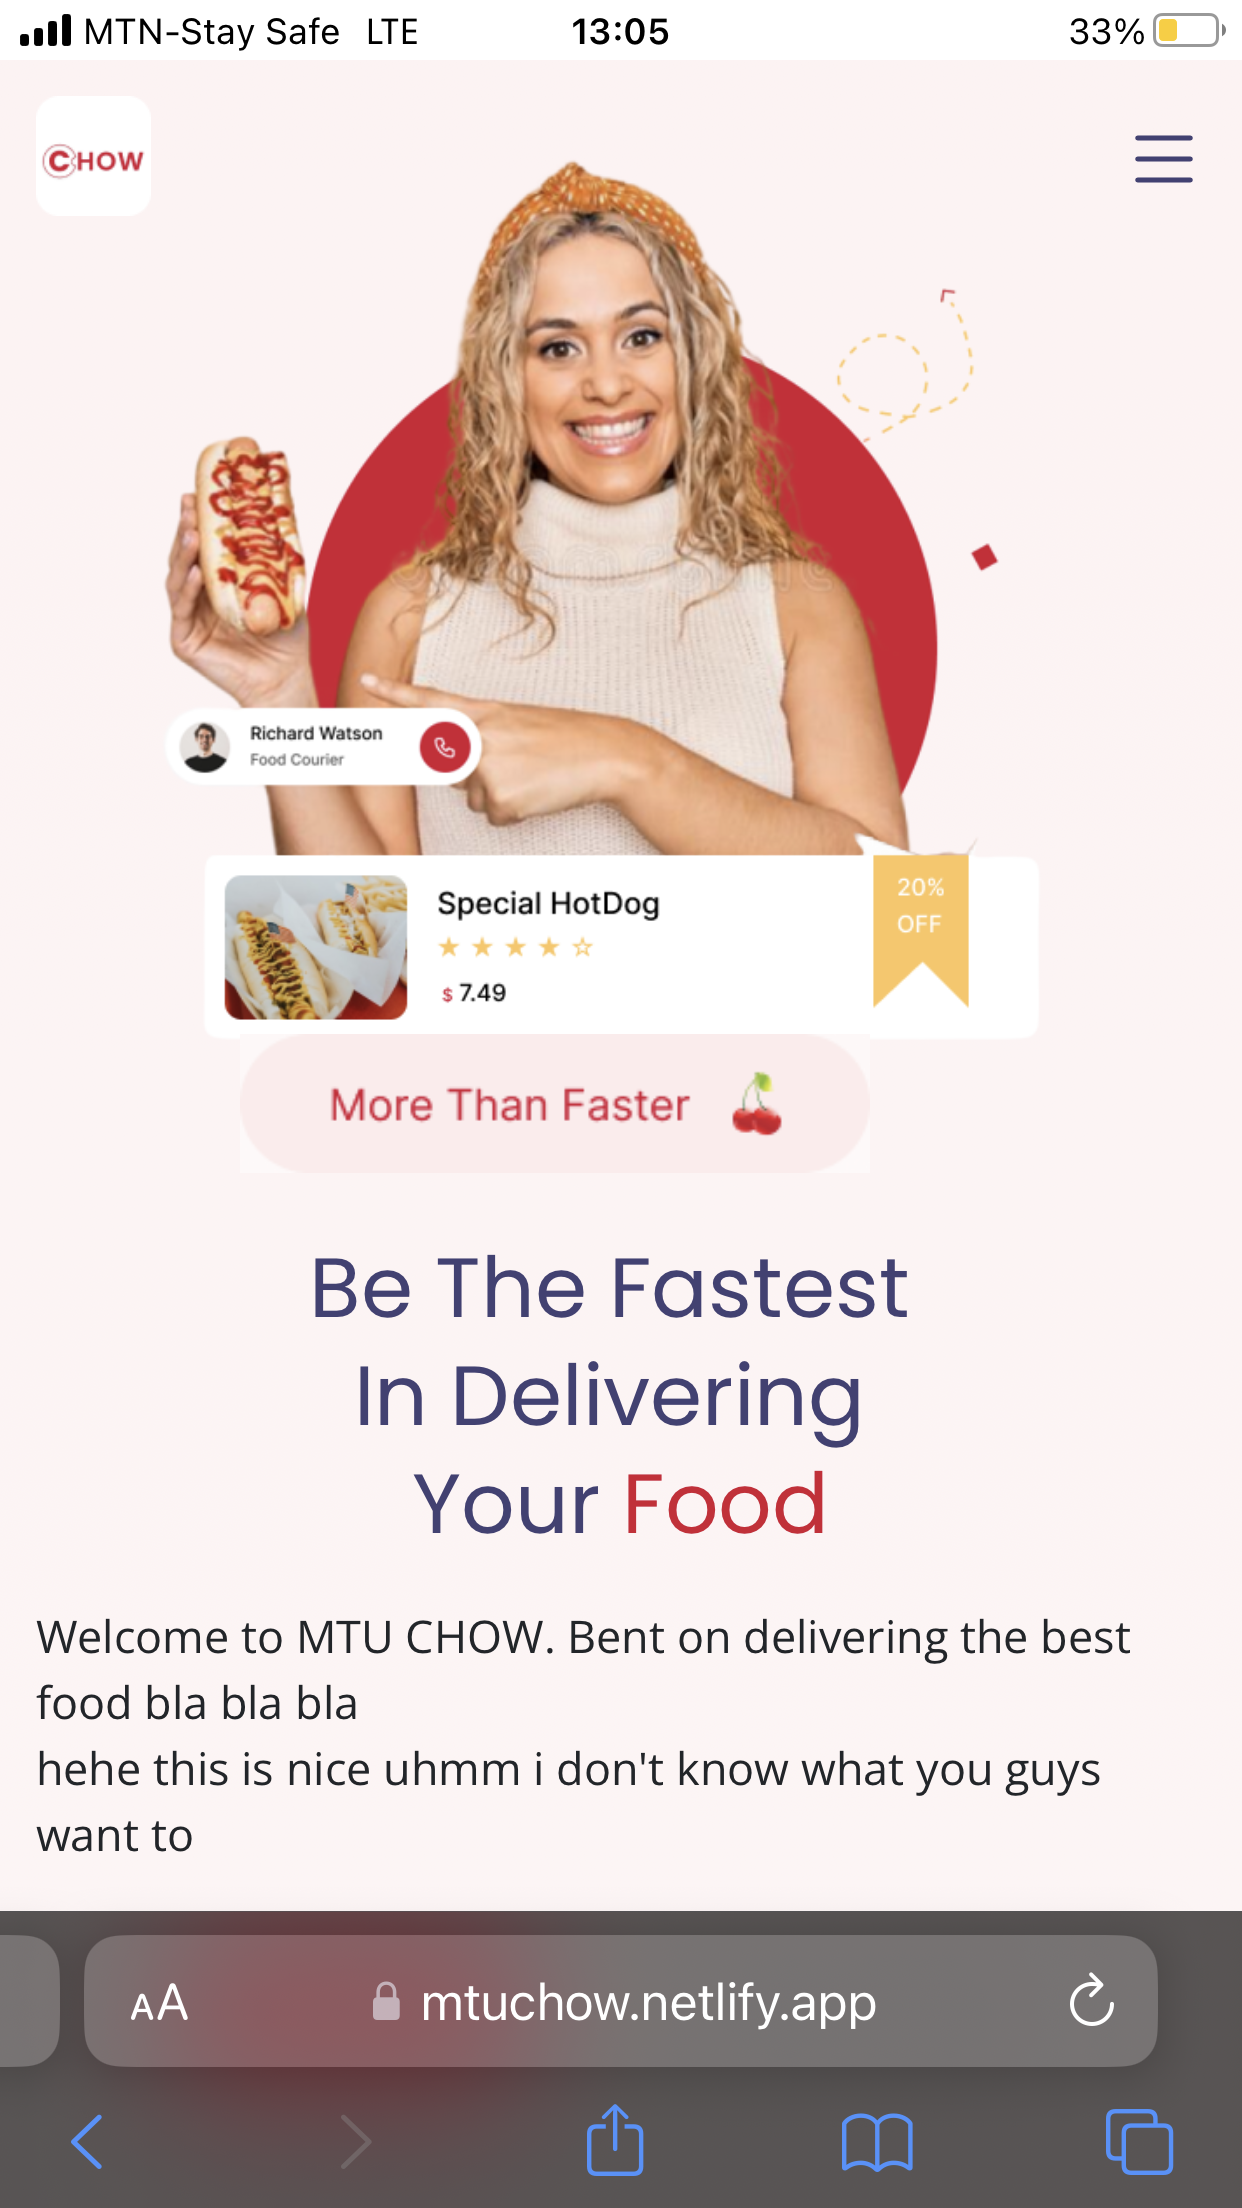 MTN-Stay Safe LTE 13:05 33%
CHOW
Richard Watson
Food Courier
Special HotDog
$ 7.49
20%
OFF
More Than Faster
Be The Fastest
In Delivering
Your Food
Welcome to MTU CHOW. Bent on delivering the best
food bla bla bla
hehe this is nice uhmm i don't know what you guys
want to
AA mtuchow.netlify.app